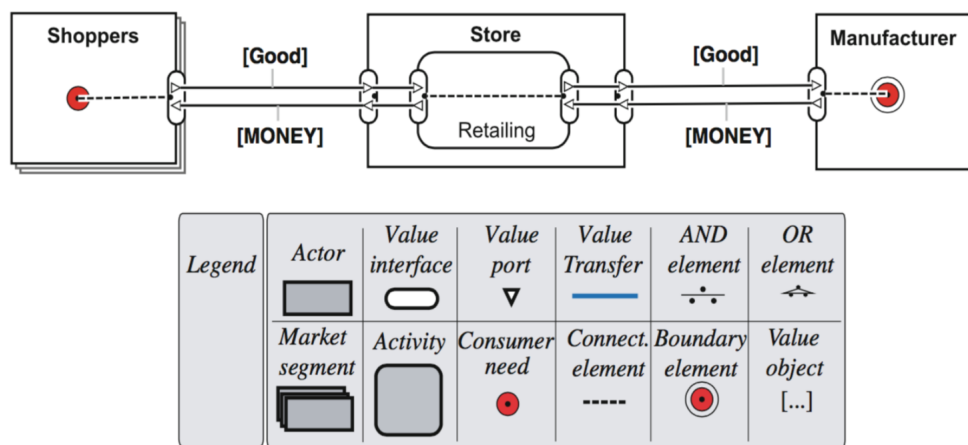 Shoppers
Store
Manufacturer
[Good]
[Good]
[MONEY]
Retailing
[MONEY]
Legend
Actor
Value interface
Value port
Value Transfer
AND element
OR element
Market segment
Activity
Consumer need
Connect. element
Boundary element
Value object
[...]